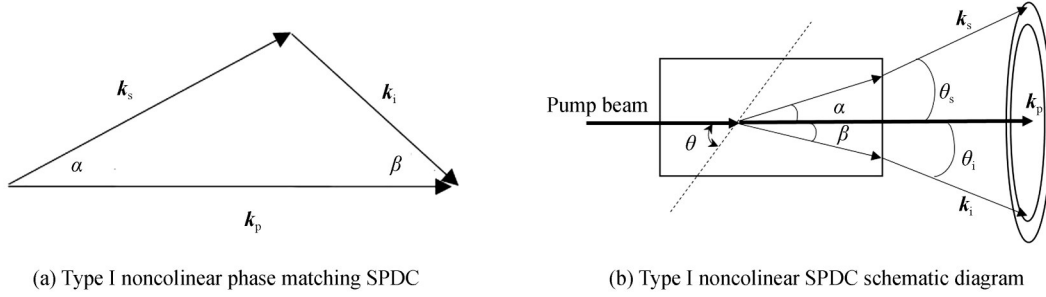 k_s
k_i
α
β
k_p
(a) Type I noncolinear phase matching SPDC
k_s
Pump beam
α
θ_s
k_p
θ
β
θ_i
k_i
(b) Type I noncolinear SPDC schematic diagram